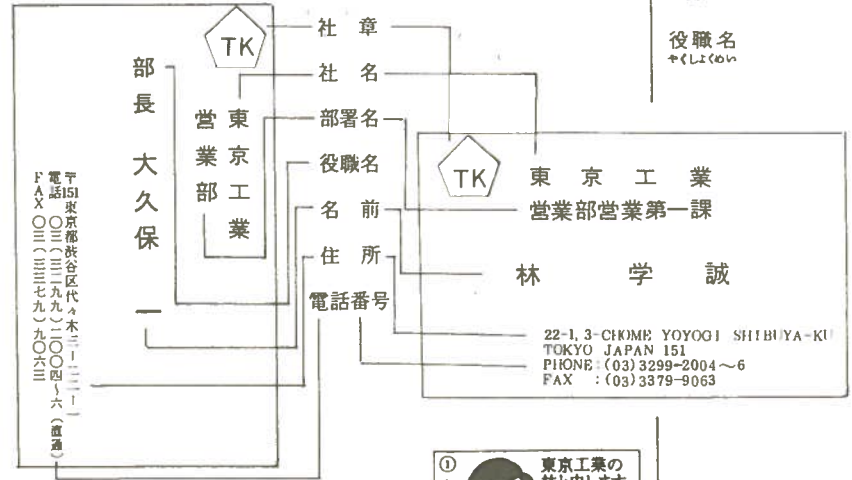 TK
東京工業
営業部
部長 大久保 一
〒151東京都渋谷区代々木三ー二二ー一
電話 〇三(三二九九)二〇〇四〜六(直通)
FAX 〇三(三三七九)九〇六三
社章
社名
部署名
役職名
名前
住所
電話番号
TK
東京工業
営業部営業第一課
林 学誠
22-1, 3-CHOME YOYOGI SHIBUYA-KU
TOKYO JAPAN 151
PHONE:(03)3299-2004〜6
FAX :(03)3379-9063
役職名
やくしょくめい
①
東京工業の